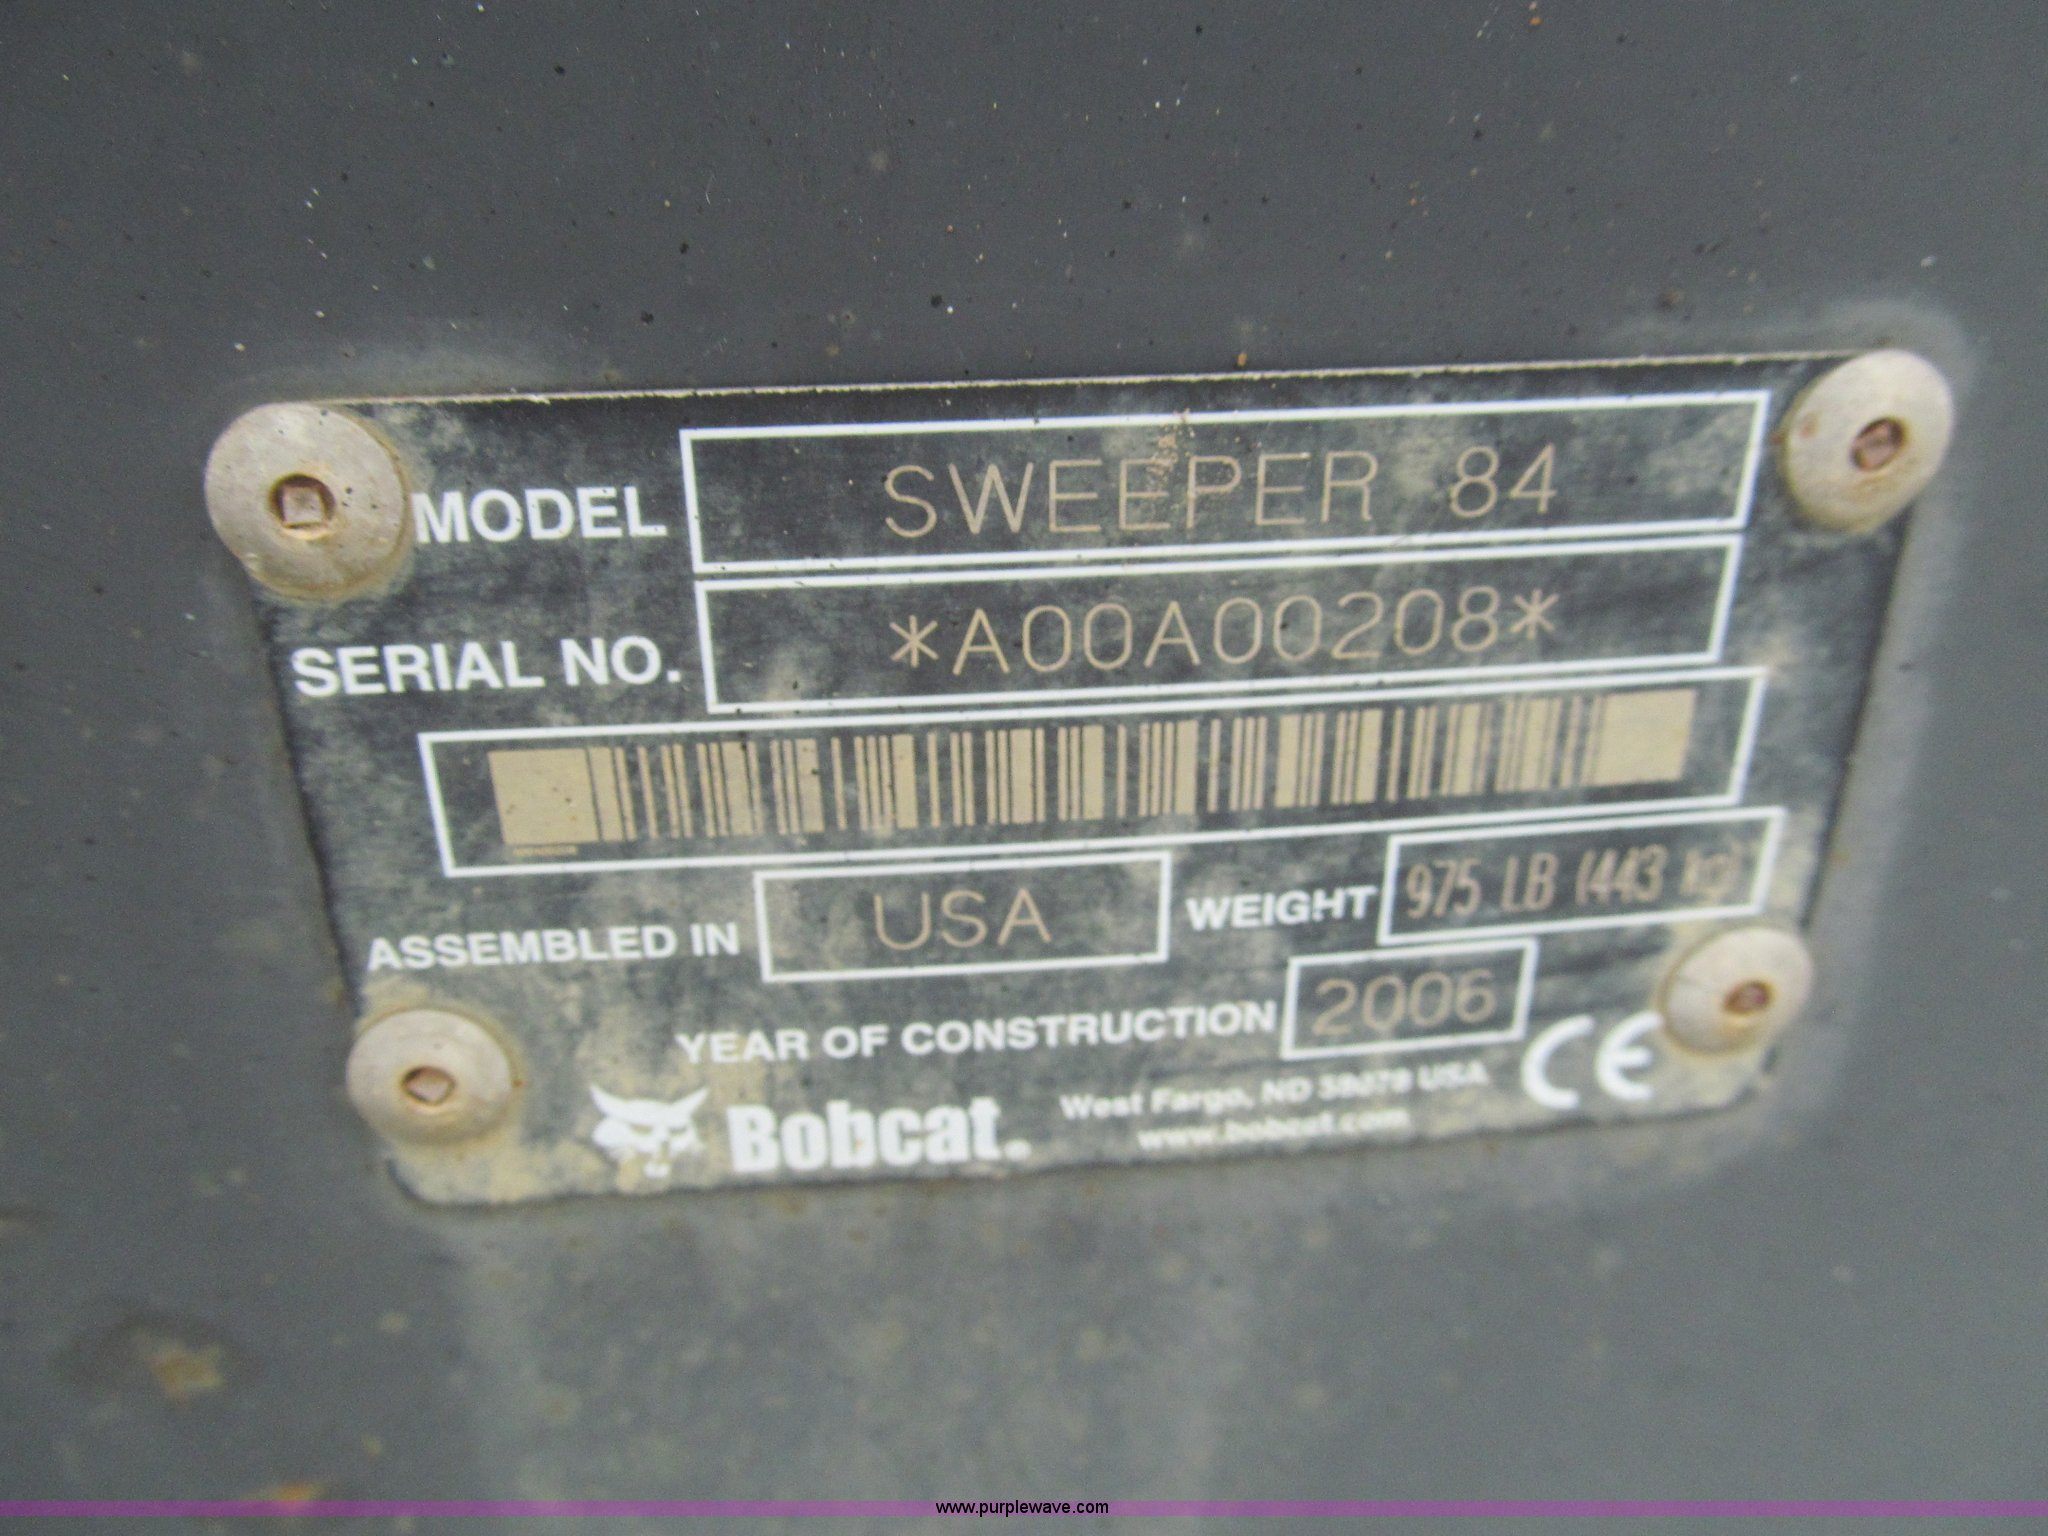 MODEL SWEEPER 84
SERIAL NO. *A00A00208*
ASSEMBLED IN USA WEIGHT 975 LB (443 kg)
YEAR OF CONSTRUCTION 2006
Bobcat. West Fargo, ND 58078 USA CE
www.bobcat.com
www.purplewave.com